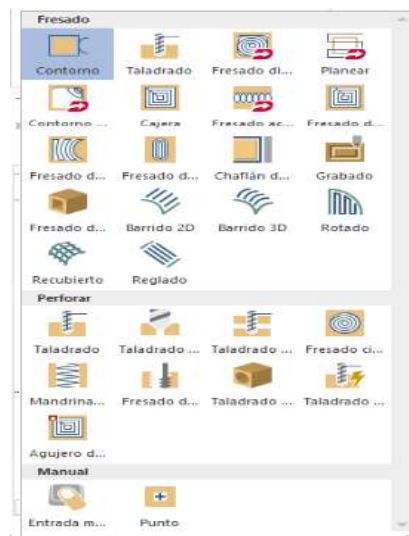 Fresado
Contorno Taladrado Fresado di... Planear
Contorno ... Cajera Fresado ac... Fresado d...
Fresado d... Fresado d... Chaflán d... Grabado
Fresado d... Barrido 2D Barrido 3D Rotado
Recubierto Reglado
Perforar
Taladrado Taladrado ... Taladrado ... Fresado ci...
Mandrina... Fresado d... Taladrado ... Taladrado ...
Agujero d...
Manual
Entrada m... Punto